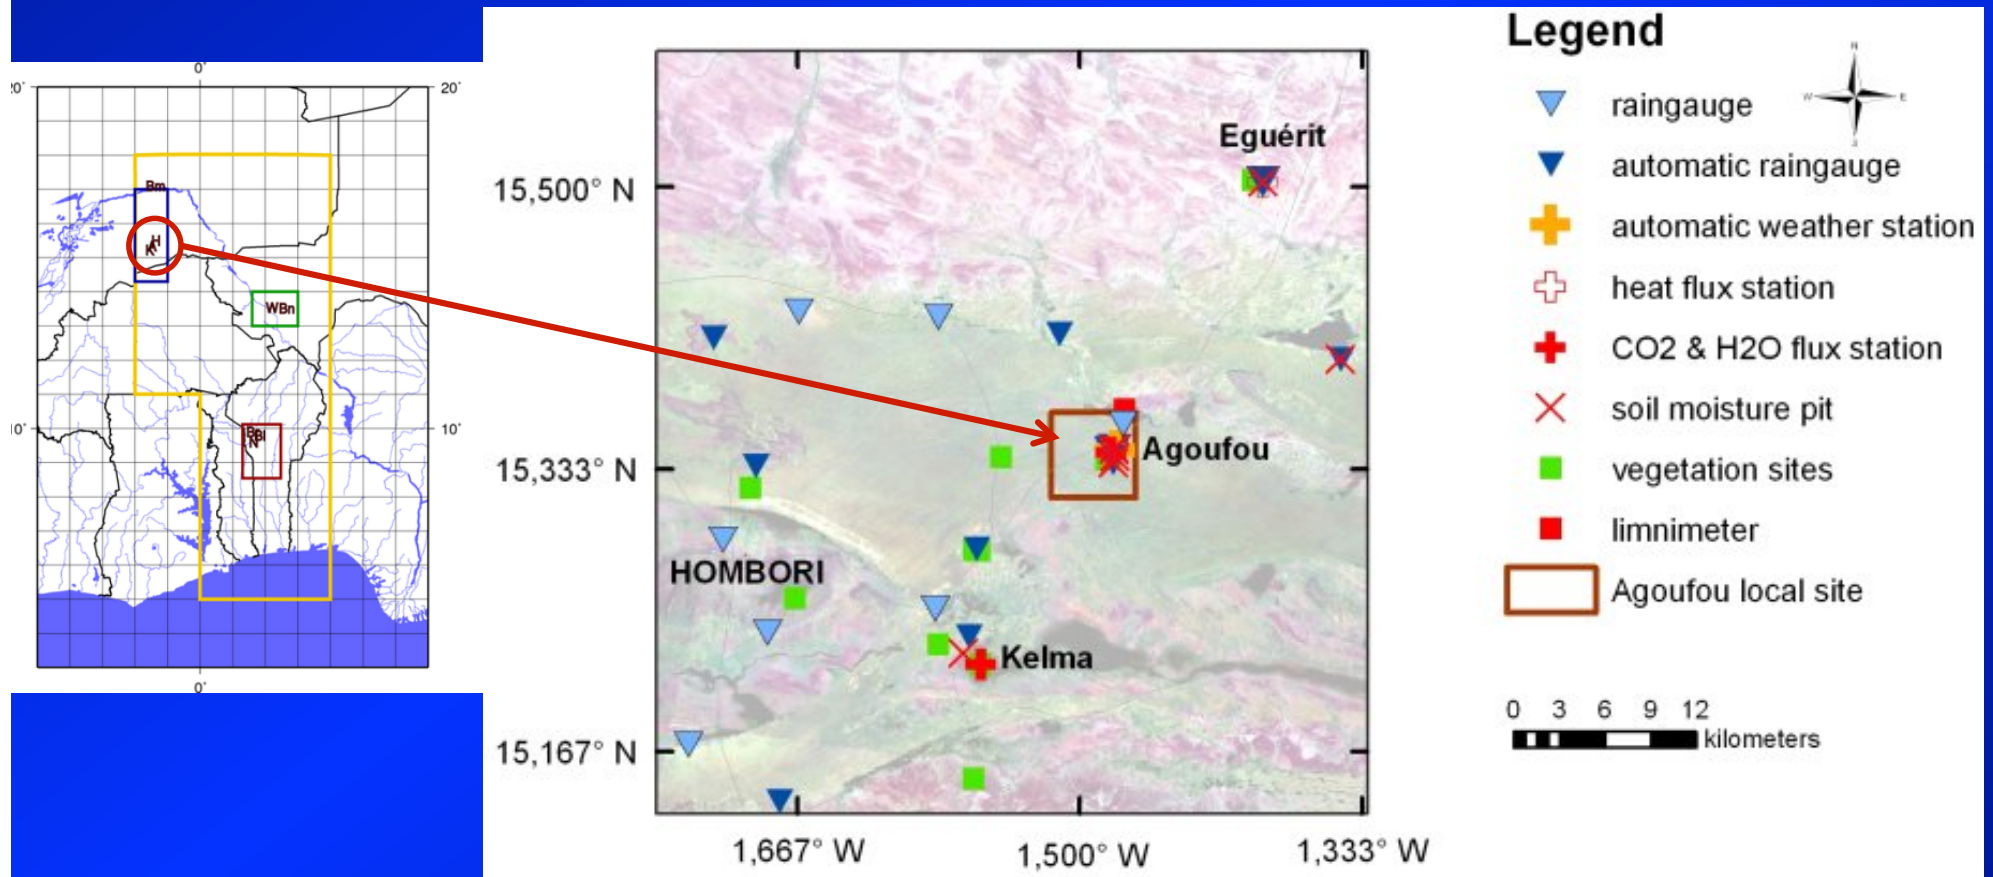 0°
20°
20°
Bm
H
K
WBn
10°
10°
N
0°
Eguérit
15,500° N
Agoufou
15,333° N
HOMBORI
Kelma
15,167° N
1,667° W
1,500° W
1,333° W
Legend
N
W
E
raingauge
automatic raingauge
automatic weather station
heat flux station
CO2 & H2O flux station
soil moisture pit
vegetation sites
limnimeter
Agoufou local site
0 3 6 9 12
kilometers